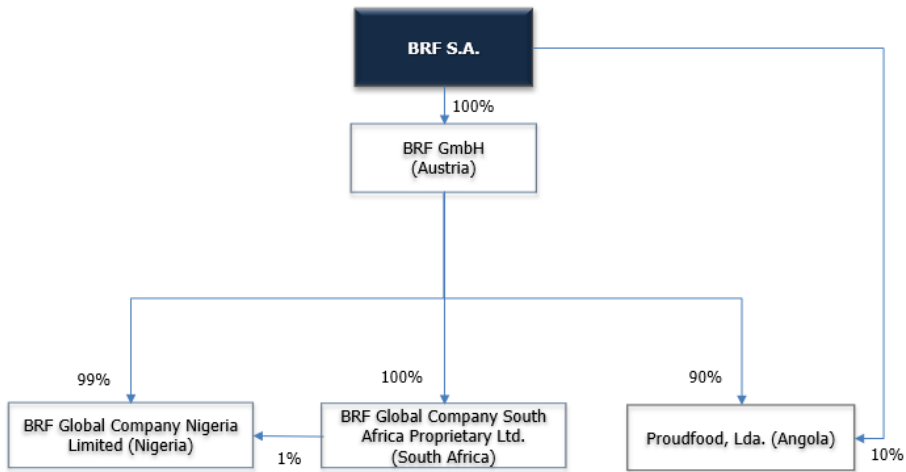 BRF S.A.
100%
BRF GmbH
(Austria)
99%
100%
90%
BRF Global Company Nigeria
Limited (Nigeria)
1%
BRF Global Company South
Africa Proprietary Ltd.
(South Africa)
Proudfood, Lda. (Angola)
10%